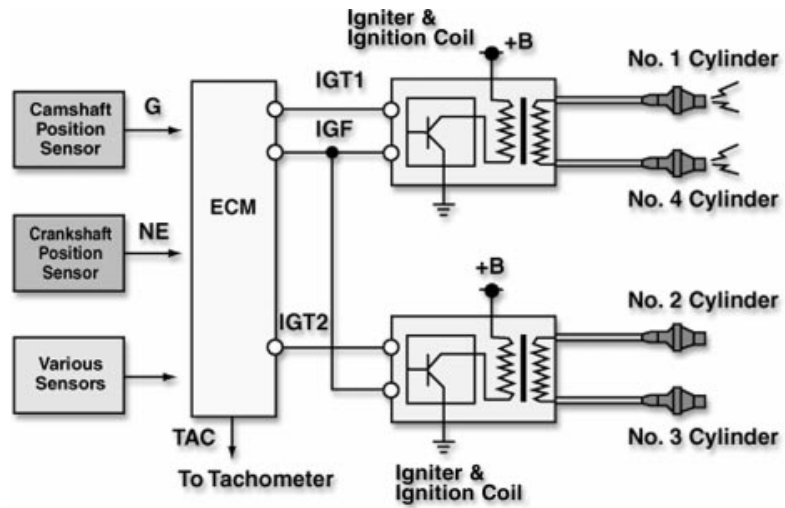 Igniter &
Ignition Coil
+B
No. 1 Cylinder
IGT1
Camshaft
Position
Sensor
G
IGF
No. 4 Cylinder
ECM
Crankshaft
Position
Sensor
NE
+B
No. 2 Cylinder
IGT2
Various
Sensors
No. 3 Cylinder
TAC
To Tachometer
Igniter &
Ignition Coil